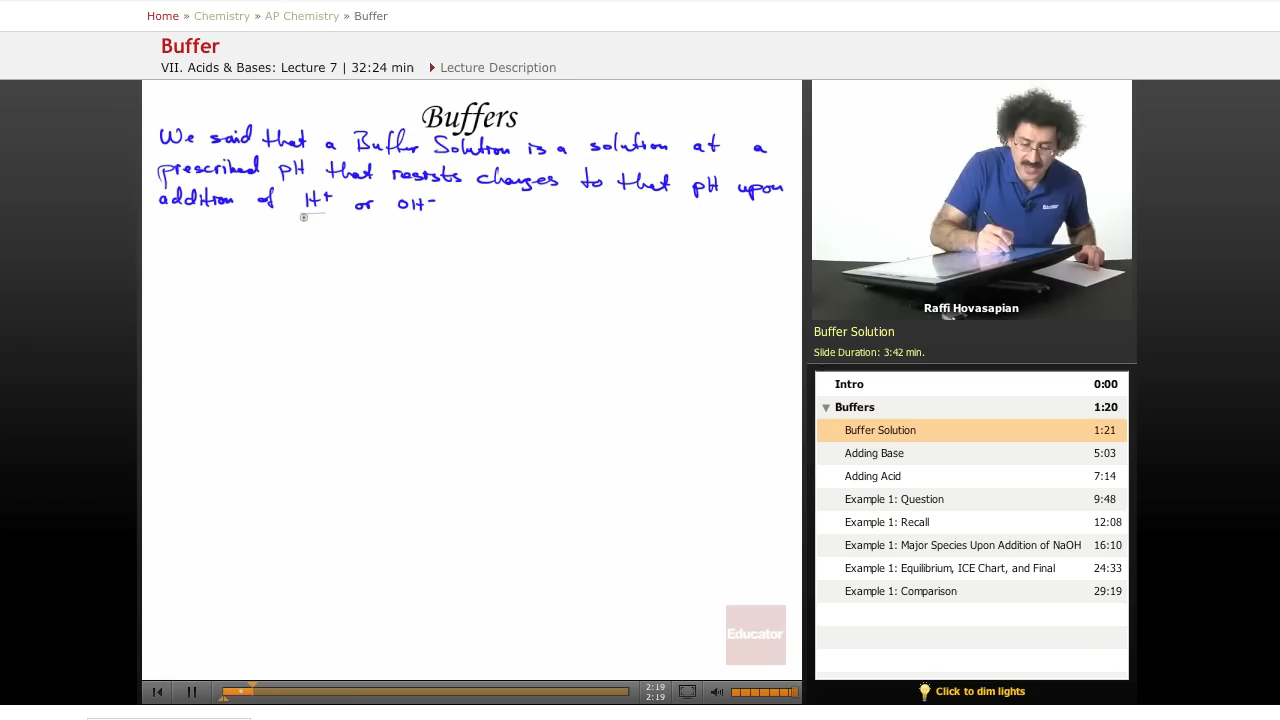 Home » Chemistry » AP Chemistry » Buffer
Buffer
VII. Acids & Bases: Lecture 7 | 32:24 min Lecture Description
Buffers
We said that a Buffer Solution is a solution at a
prescribed pH that resists changes to that pH upon
addition of H+ or OH-
Educator
Raffi Hovasapian
Buffer Solution
Slide Duration: 3:42 min.
Intro 0:00
▼ Buffers 1:20
Buffer Solution 1:21
Adding Base 5:03
Adding Acid 7:14
Example 1: Question 9:48
Example 1: Recall 12:08
Example 1: Major Species Upon Addition of NaOH 16:10
Example 1: Equilibrium, ICE Chart, and Final 24:33
Example 1: Comparison 29:19
2:19
2:19
Click to dim lights